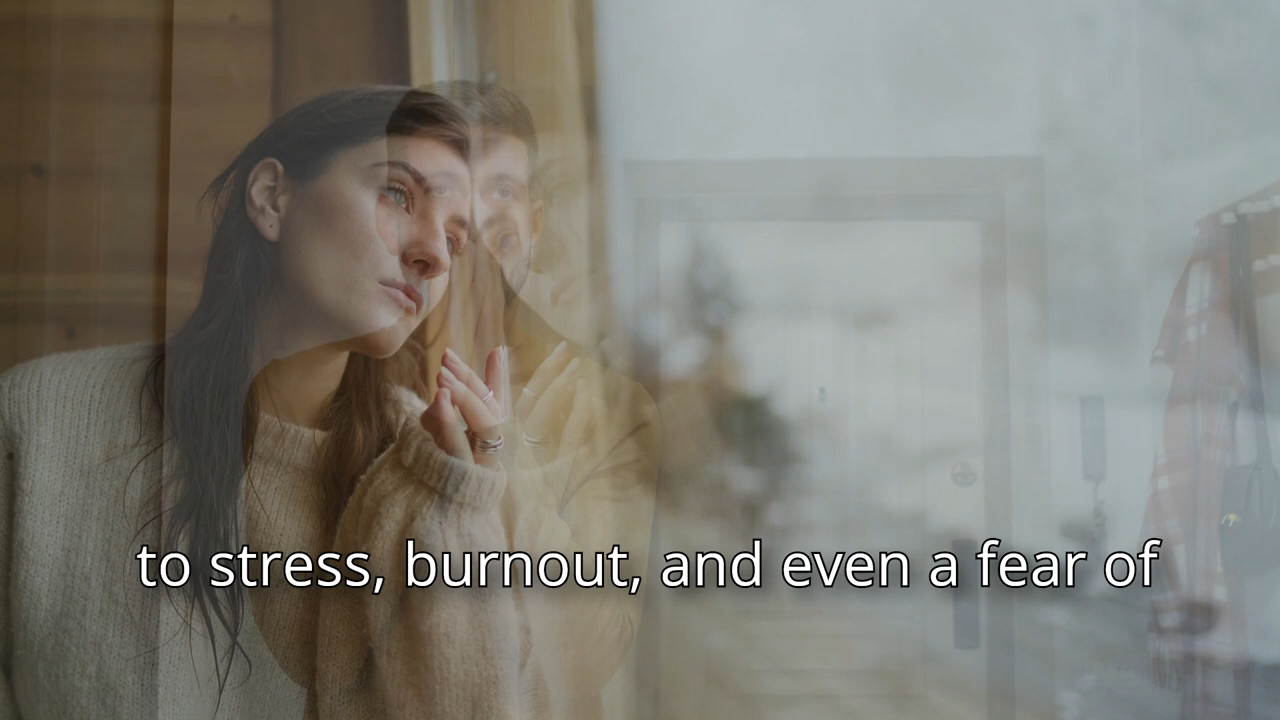 to stress, burnout, and even a fear of